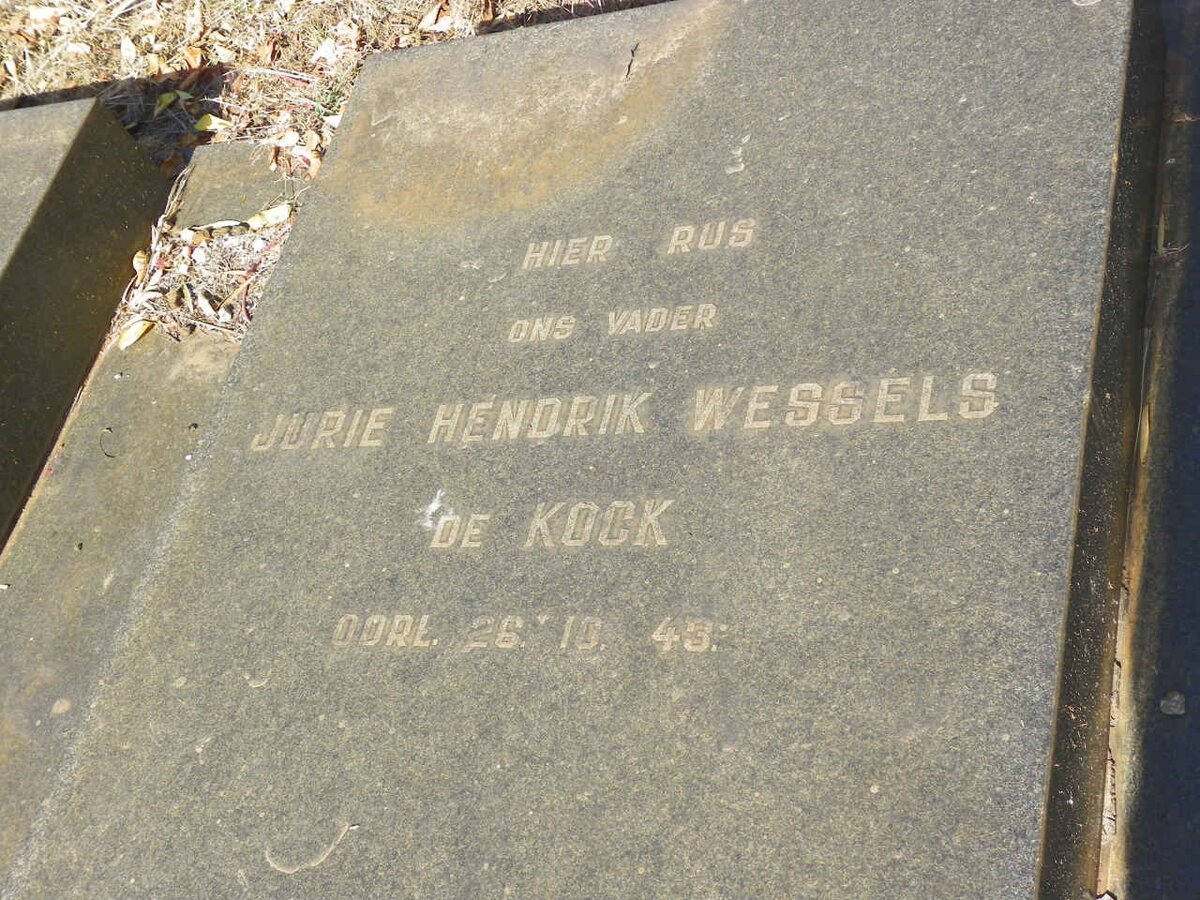 HIER RUS
ONS VADER
JURIE HENDRIK WESSELS
DE KOCK
OORL. 26. 10. 43.